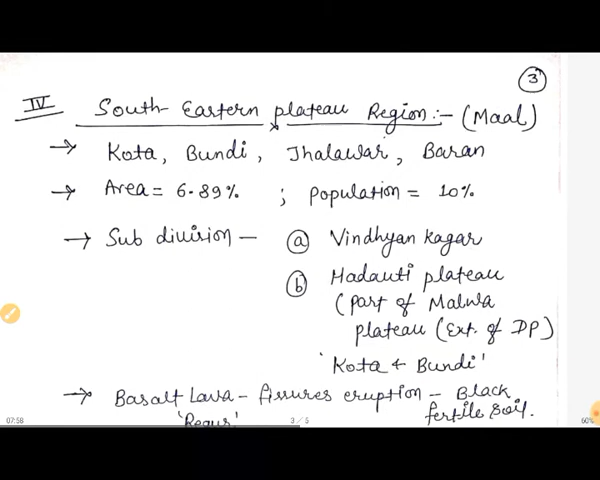 3
IV South-Eastern plateau Region:- (Maal)
→ Kota, Bundi, Jhalawar, Baran
→ Area = 6.89% ; Population = 10%
→ Sub division — (a) Vindhyan Kagar
(b) Hadauti plateau
(part of Malwa
plateau (Ext. of DP)
'Kota & Bundi'
→ Basalt Lava - fissures eruption - Black
fertile soil.
'Regus'
07:58
3 / 5
60%